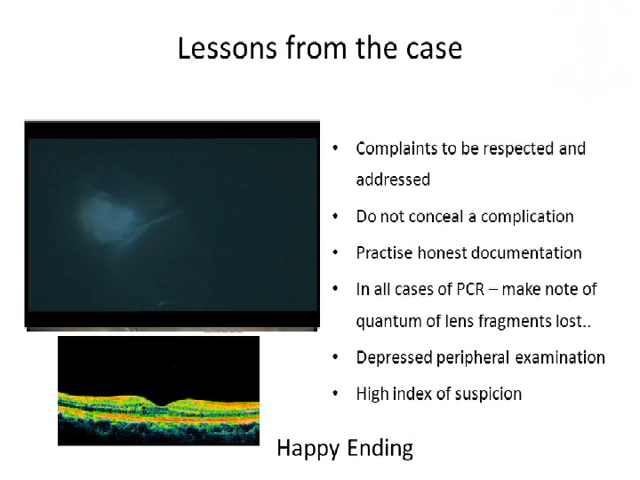 Lessons from the case
• Complaints to be respected and
addressed
• Do not conceal a complication
• Practise honest documentation
• In all cases of PCR – make note of
quantum of lens fragments lost..
• Depressed peripheral examination
• High index of suspicion
Happy Ending